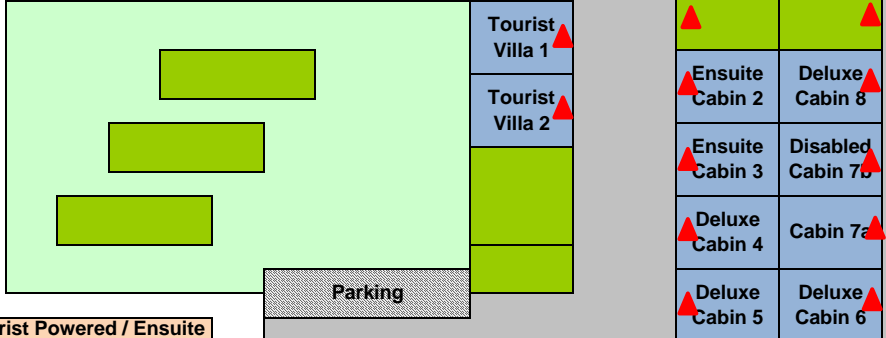 Tourist
Villa 1
Tourist
Villa 2
Ensuite
Cabin 2
Deluxe
Cabin 8
Ensuite
Cabin 3
Disabled
Cabin 7b
Deluxe
Cabin 4
Cabin 7a
Deluxe
Cabin 5
Deluxe
Cabin 6
Parking
rist Powered / Ensuite